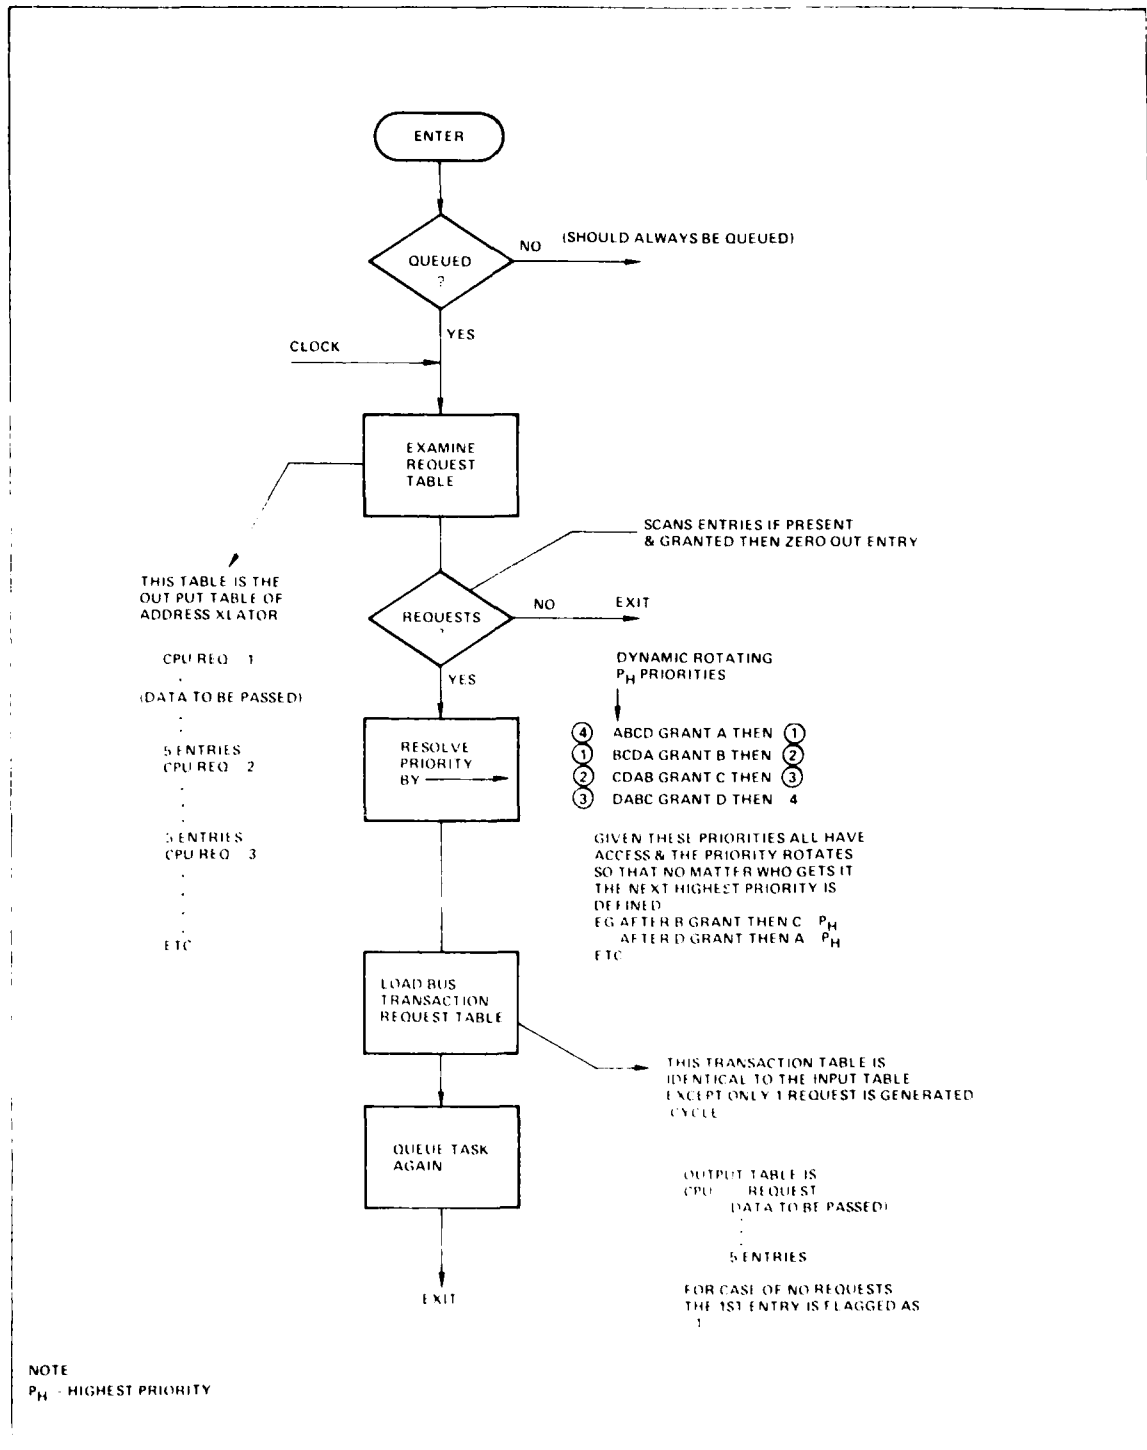 ENTER
QUEUED
?
NO
(SHOULD ALWAYS BE QUEUED)
YES
CLOCK
EXAMINE
REQUEST
TABLE
SCANS ENTRIES IF PRESENT
& GRANTED THEN ZERO OUT ENTRY
THIS TABLE IS THE
OUT PUT TABLE OF
ADDRESS XLATOR
CPU REQ 1
(DATA TO BE PASSED)
5 ENTRIES
CPU REQ 2
5 ENTRIES
CPU REQ 3
ETC
REQUESTS
?
NO
EXIT
YES
DYNAMIC ROTATING
PH PRIORITIES
RESOLVE
PRIORITY
BY
4 ABCD GRANT A THEN 1
1 BCDA GRANT B THEN 2
2 CDAB GRANT C THEN 3
3 DABC GRANT D THEN 4
GIVEN THESE PRIORITIES ALL HAVE
ACCESS & THE PRIORITY ROTATES
SO THAT NO MATTER WHO GETS IT
THE NEXT HIGHEST PRIORITY IS
DEFINED
EG AFTER B GRANT THEN C PH
AFTER D GRANT THEN A PH
ETC
LOAD BUS
TRANSACTION
REQUEST TABLE
THIS TRANSACTION TABLE IS
IDENTICAL TO THE INPUT TABLE
EXCEPT ONLY 1 REQUEST IS GENERATED
CYCLE
QUEUE TASK
AGAIN
OUTPUT TABLE IS
CPU REQUEST
DATA TO BE PASSED)
5 ENTRIES
FOR CASE OF NO REQUESTS
THE 1ST ENTRY IS FLAGGED AS
1
EXIT
NOTE
PH - HIGHEST PRIORITY